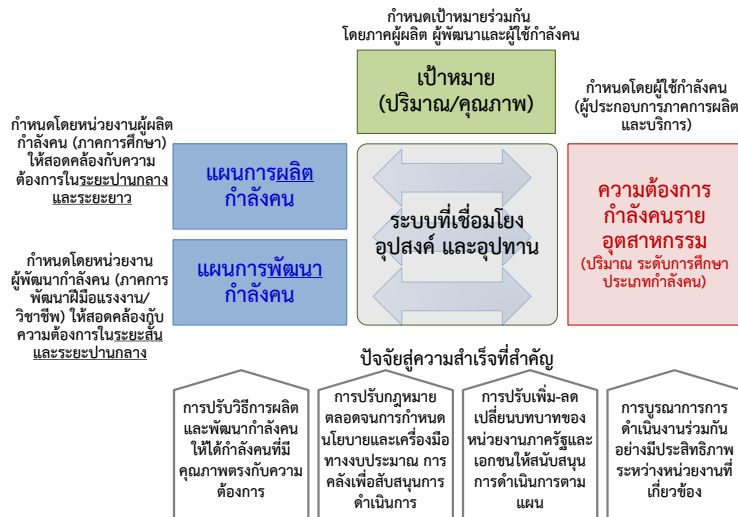 กำหนดเป้าหมายร่วมกัน
โดยภาคผู้ผลิต ผู้พัฒนาและผู้ใช้กำลังคน
เป้าหมาย
(ปริมาณ/คุณภาพ)
กำหนดโดยผู้ใช้กำลังคน
(ผู้ประกอบการภาคการผลิต
และบริการ)
กำหนดโดยหน่วยงานผู้ผลิต
กำลังคน (ภาคการศึกษา)
ให้สอดคล้องกับความ
ต้องการในระยะปานกลาง
และระยะยาว
แผนการผลิต
กำลังคน
กำหนดโดยหน่วยงาน
ผู้พัฒนากำลังคน (ภาคการ
พัฒนาฝีมือแรงงาน/
วิชาชีพ) ให้สอดคล้องกับ
ความต้องการในระยะสั้น
และระยะปานกลาง
แผนการพัฒนา
กำลังคน
ระบบที่เชื่อมโยง
อุปสงค์ และอุปทาน
ความต้องการ
กำลังคนราย
อุตสาหกรรม
(ปริมาณ ระดับการศึกษา
ประเภทกำลังคน)
ปัจจัยสู่ความสำเร็จที่สำคัญ
การปรับวิธีการผลิต
และพัฒนากำลังคน
ให้ได้กำลังคนที่มี
คุณภาพตรงกับความ
ต้องการ
การปรับกฎหมาย
ตลอดจนการกำหนด
นโยบายและเครื่องมือ
ทางงบประมาณ การ
คลังเพื่อสับสนุนการ
ดำเนินการ
การปรับเพิ่ม-ลด
เปลี่ยนบทบาทของ
หน่วยงานภาครัฐและ
เอกชนให้สนับสนุน
การดำเนินการตาม
แผน
การบูรณาการการ
ดำเนินงานร่วมกัน
อย่างมีประสิทธิภาพ
ระหว่างหน่วยงานที่
เกี่ยวข้อง